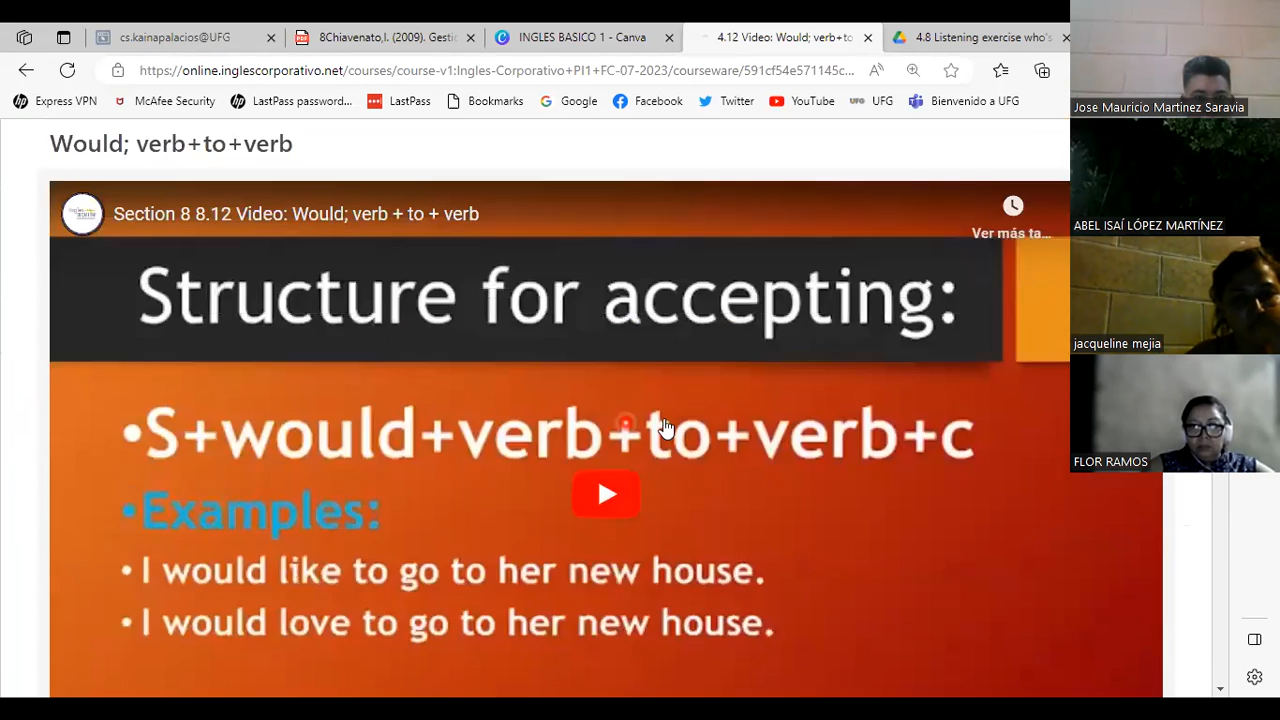 cs.kainapalacios@UFG
8Chiavenato,I. (2009). Gesti
INGLES BASICO 1 - Canva
4.12 Video: Would; verb+to
4.8 Listening exercise who's
https://online.inglescorporativo.net/courses/course-v1:Ingles-Corporativo+PI1+FC-07-2023/courseware/591cf54e571145c...
Express VPN
McAfee Security
LastPass password...
LastPass
Bookmarks
Google
Facebook
Twitter
YouTube
UFG
Bienvenido a UFG
Would; verb+to+verb
Section 8 8.12 Video: Would; verb + to + verb
Ver más ta...
Structure for accepting:
•S+would+verb+to+verb+c
•Examples:
• I would like to go to her new house.
• I would love to go to her new house.
Jose Mauricio Martinez Saravia
ABEL ISAÍ LÓPEZ MARTÍNEZ
jacqueline mejia
FLOR RAMOS